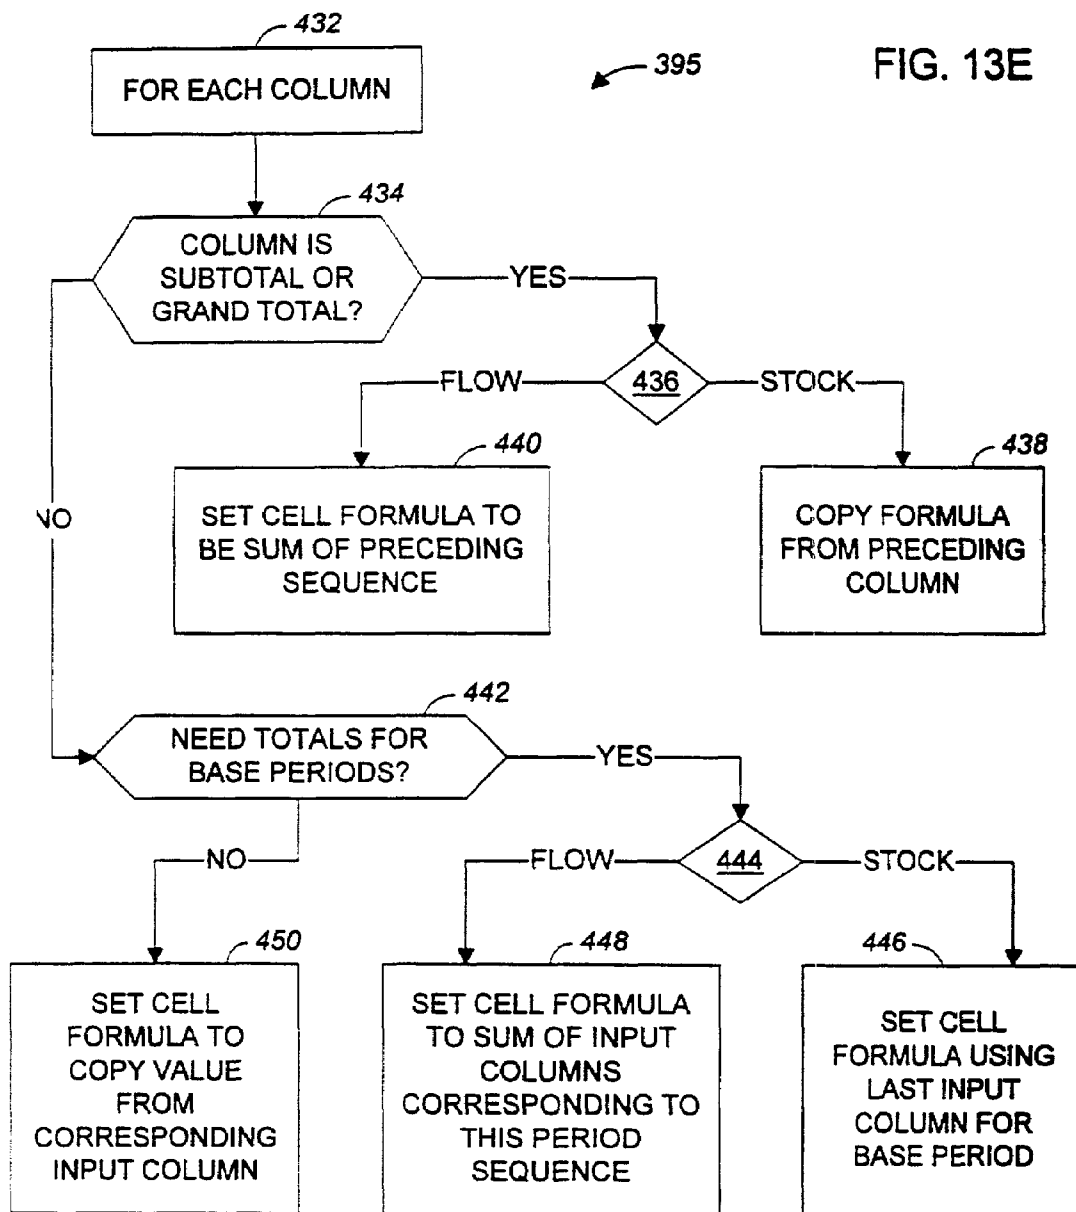 432
395
FIG. 13E
FOR EACH COLUMN
434
COLUMN IS
SUBTOTAL OR
GRAND TOTAL?
YES
436
FLOW
STOCK
440
438
SET CELL FORMULA TO
BE SUM OF PRECEDING
SEQUENCE
COPY FORMULA
FROM PRECEDING
COLUMN
NO
442
NEED TOTALS FOR
BASE PERIODS?
YES
444
NO
FLOW
STOCK
450
448
446
SET CELL
FORMULA TO
COPY VALUE
FROM
CORRESPONDING
INPUT COLUMN
SET CELL FORMULA
TO SUM OF INPUT
COLUMNS
CORRESPONDING TO
THIS PERIOD
SEQUENCE
SET CELL
FORMULA USING
LAST INPUT
COLUMN FOR
BASE PERIOD